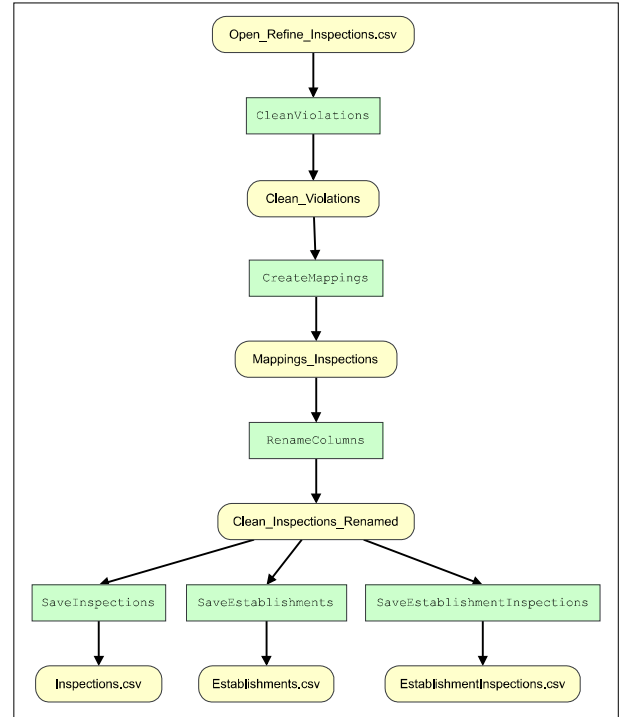 Open_Refine_Inspections.csv
CleanViolations
Clean_Violations
CreateMappings
Mappings_Inspections
RenameColumns
Clean_Inspections_Renamed
SaveInspections
SaveEstablishments
SaveEstablishmentInspections
Inspections.csv
Establishments.csv
EstablishmentInspections.csv